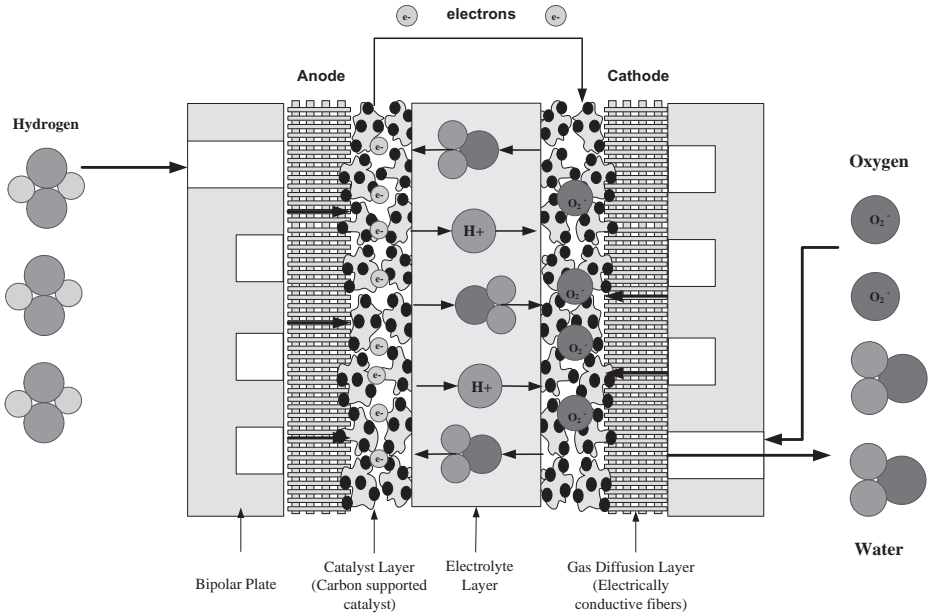 e- electrons e-
Anode
Cathode
Hydrogen
Oxygen
e-
O₂⁻
O₂⁻
e-
H+
e-
e-
O₂⁻
O₂⁻
e-
O₂⁻
e-
H+
e-
O₂⁻
e-
Water
Bipolar Plate
Catalyst Layer
(Carbon supported
catalyst)
Electrolyte
Layer
Gas Diffusion Layer
(Electrically
conductive fibers)